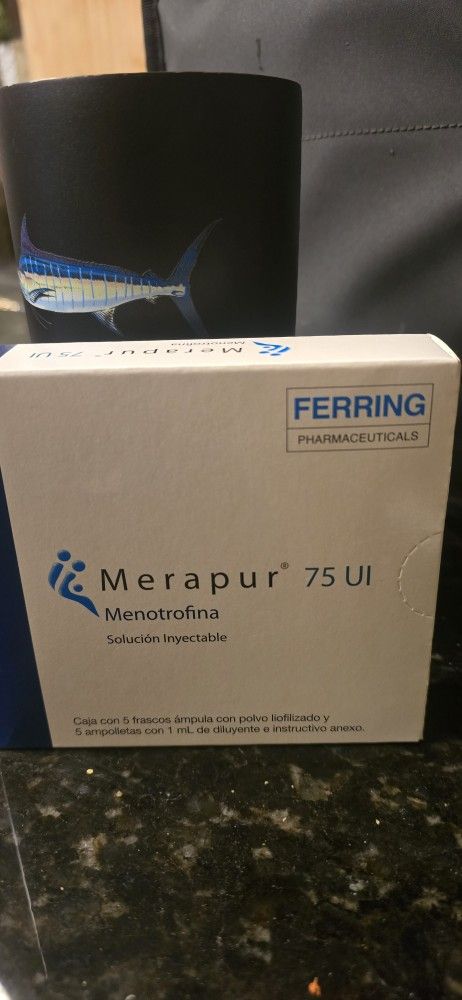 Merapur® 75 UI
Menotrofina
FERRING
PHARMACEUTICALS
Merapur® 75 UI
Menotrofina
Solución Inyectable
Caja con 5 frascos ámpula con polvo liofilizado y
5 ampolletas con 1 mL de diluyente e instructivo anexo.